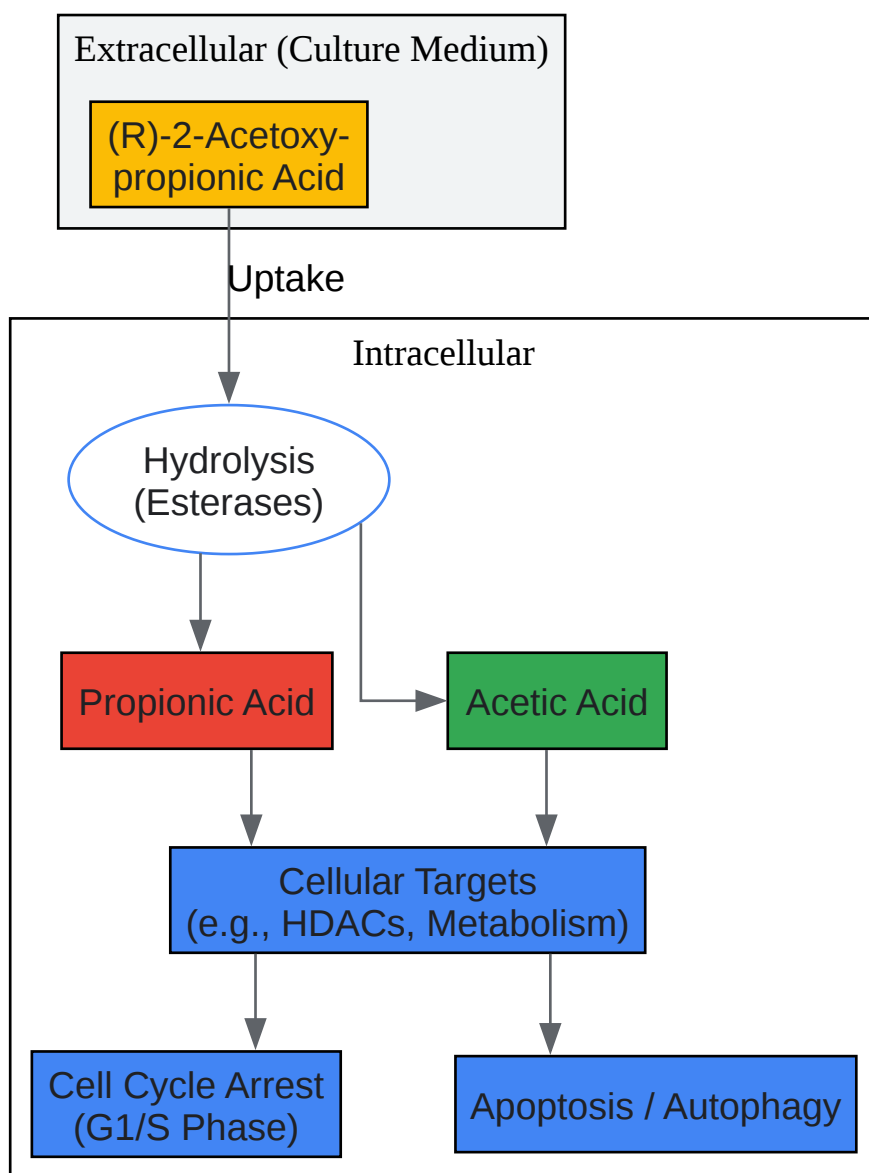 Extracellular (Culture Medium)
(R)-2-Acetoxy-
propionic Acid
Uptake
Intracellular
Hydrolysis
(Esterases)
Propionic Acid
Acetic Acid
Cellular Targets
(e.g., HDACs, Metabolism)
Cell Cycle Arrest
(G1/S Phase)
Apoptosis / Autophagy